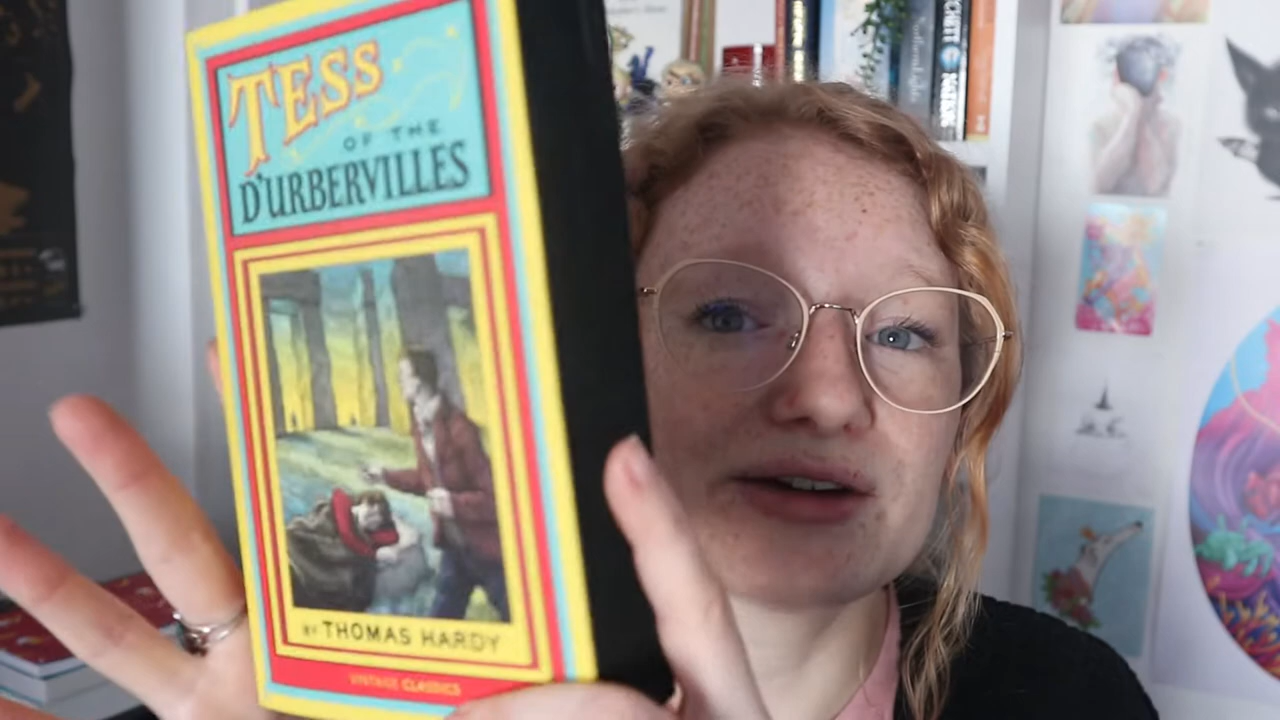 TESS
OF THE
D'URBERVILLES
BY THOMAS HARDY
VINTAGE CLASSICS